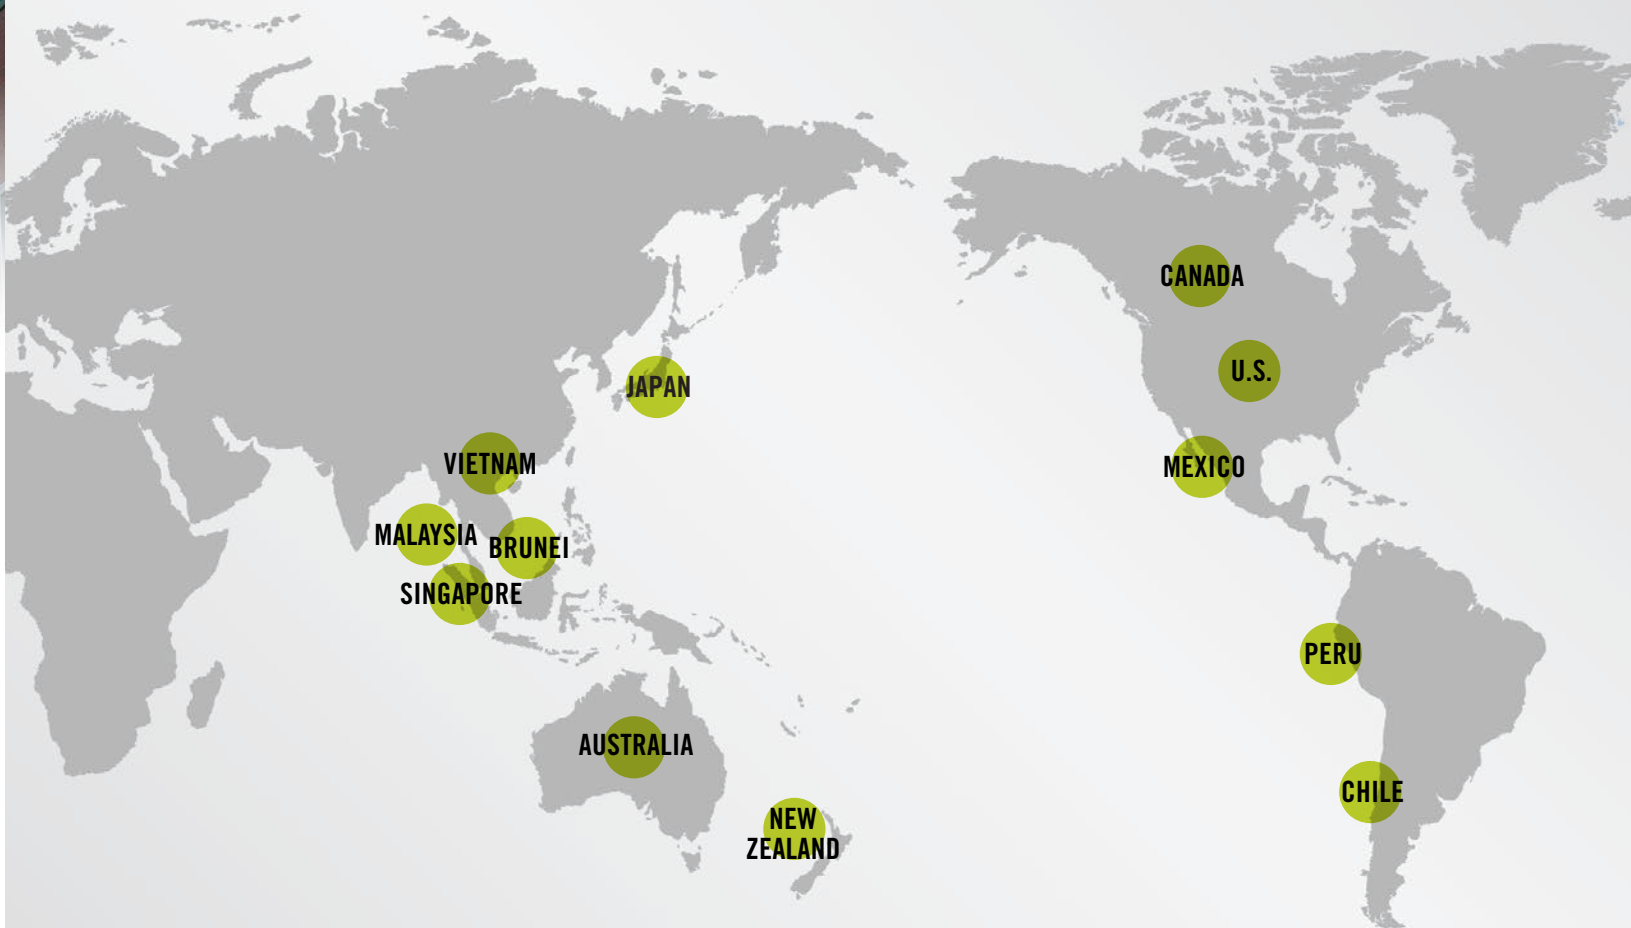 CANADA
U.S.
JAPAN
VIETNAM
MEXICO
MALAYSIA
BRUNEI
SINGAPORE
PERU
AUSTRALIA
CHILE
NEW
ZEALAND